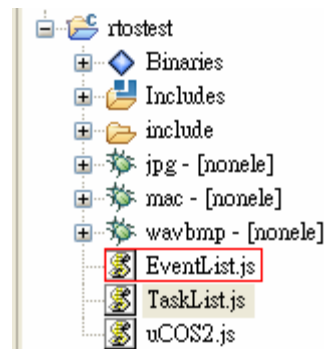 rtostest
Binaries
Includes
include
jpg - [nonele]
mac - [nonele]
wavbmp - [nonele]
EventList.js
TaskList.js
uCOS2.js